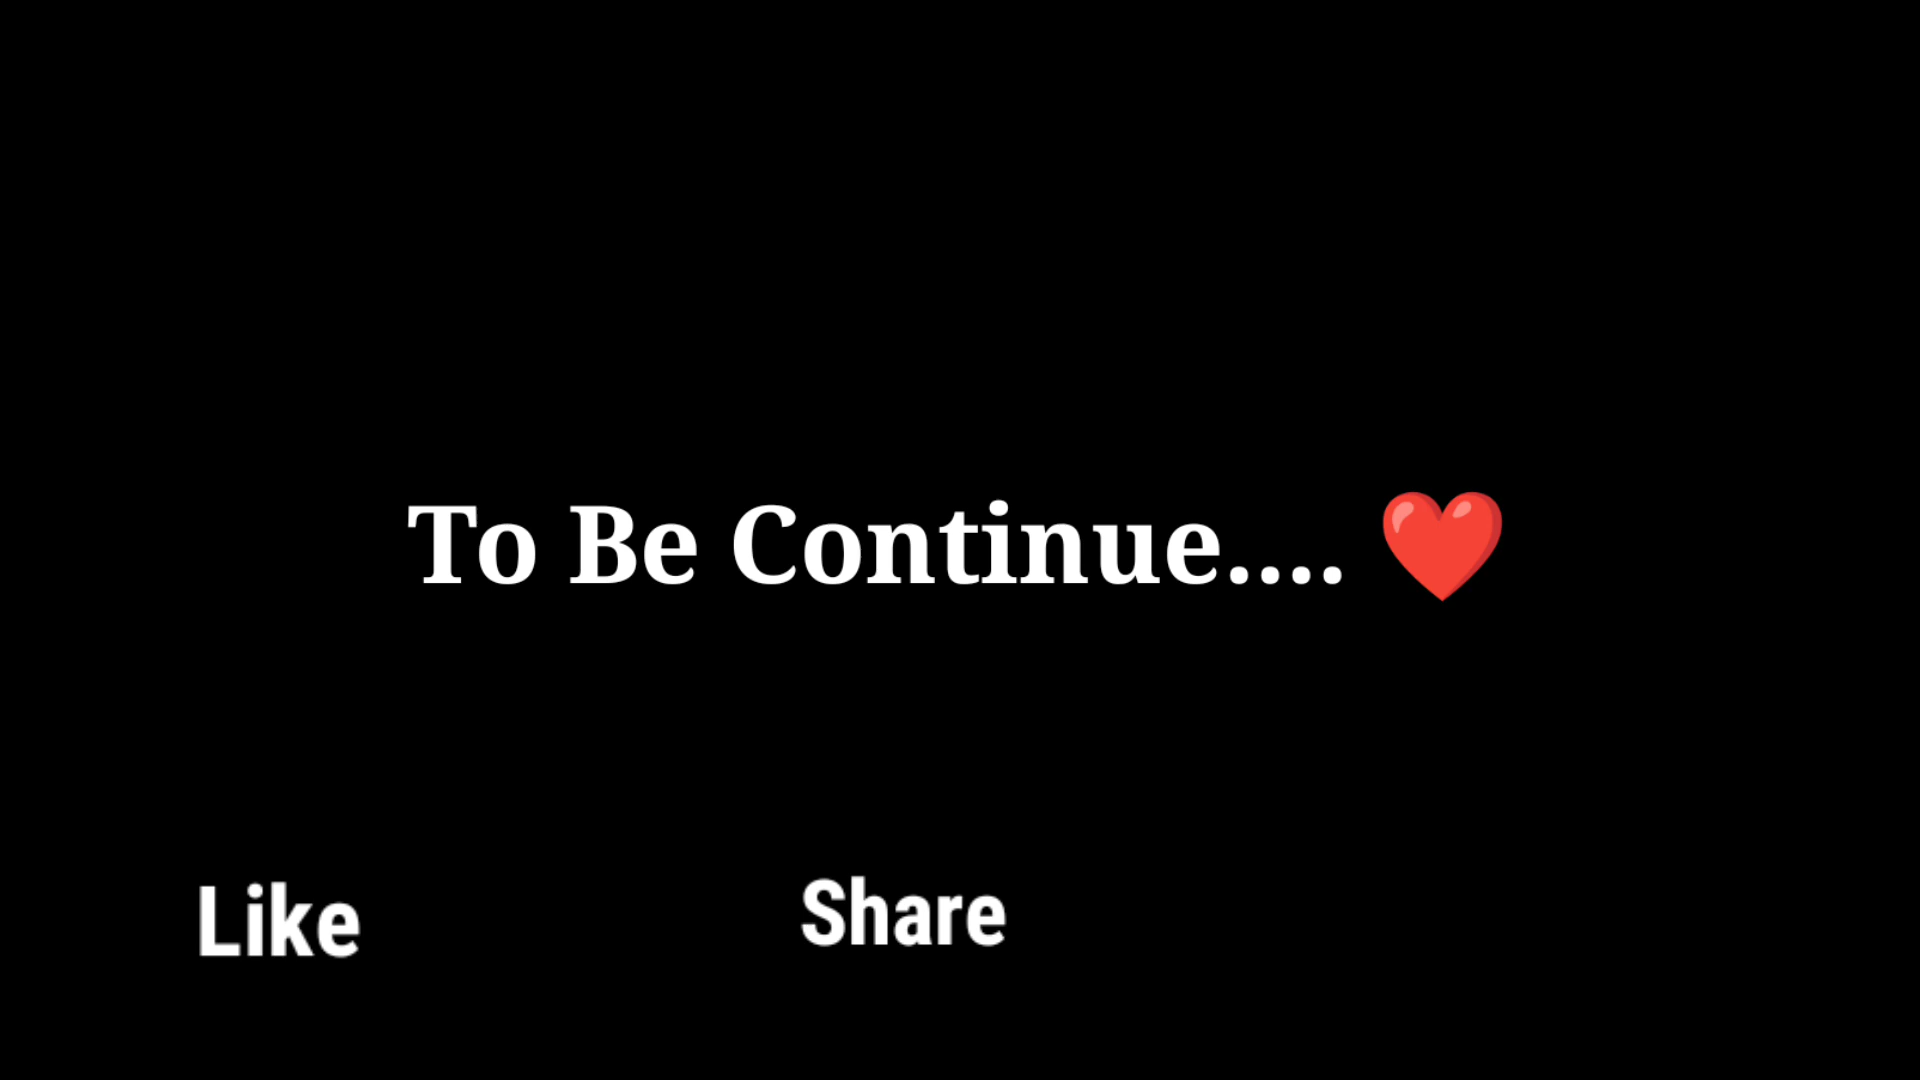 To Be Continue.... ❤️
Like
Share